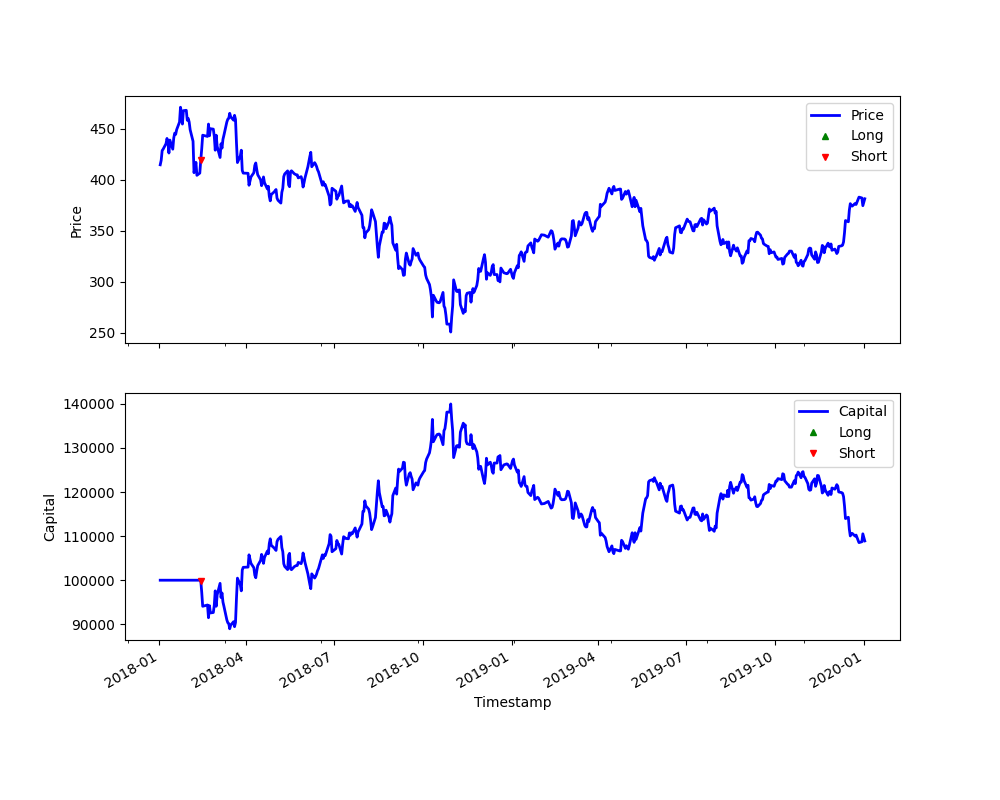 Price
450
400
350
300
250
Price
Long
Short
Capital
140000
130000
120000
110000
100000
90000
Capital
Long
Short
2018-01
2018-04
2018-07
2018-10
2019-01
2019-04
2019-07
2019-10
2020-01
Timestamp